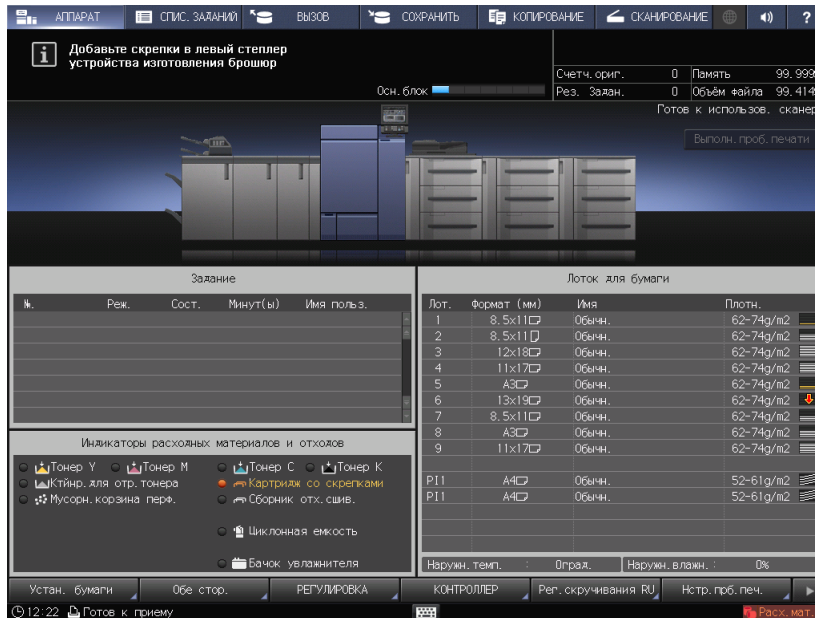 АППАРАТ СПИС. ЗАДАНИЙ ВЫЗОВ СОХРАНИТЬ КОПИРОВАНИЕ СКАНИРОВАНИЕ ?
Добавьте скрепки в левый степлер
устройства изготовления брошюр
Осн.блок
Счетч.ориг. 0 Память 99.999
Рез. Задан. 0 Объём файла 99.414
Готов к использов. сканер
Выполн.проб.печати
Задание
№. Реж. Сост. Минут(ы) Имя польз.
Лоток для бумаги
Лот. Формат (мм) Имя Плотн.
1 8.5x11 Обычн. 62-74g/m2
2 8.5x11 Обычн. 62-74g/m2
3 12x18 Обычн. 62-74g/m2
4 11x17 Обычн. 62-74g/m2
5 A3 Обычн. 62-74g/m2
6 13x19 Обычн. 62-74g/m2
7 8.5x11 Обычн. 62-74g/m2
8 A3 Обычн. 62-74g/m2
9 11x17 Обычн. 62-74g/m2
PI1 A4 Обычн. 52-61g/m2
PI1 A4 Обычн. 52-61g/m2
Наружн.темп. : 0град. Наружн.влажн. : 0%
Индикаторы расходных материалов и отходов
Тонер Y Тонер M Тонер C Тонер K
Ктйнр.для отр.тонера Картридж со скрепками
Мусорн.корзина перф. Сборник отх.сшив.
Циклонная емкость
Бачок увлажнителя
Устан. бумаги Обе стор. РЕГУЛИРОВКА КОНТРОЛЛЕР Рег.скручивания RU Нстр.прб.печ.
12:22 Готов к приему Расх.мат.